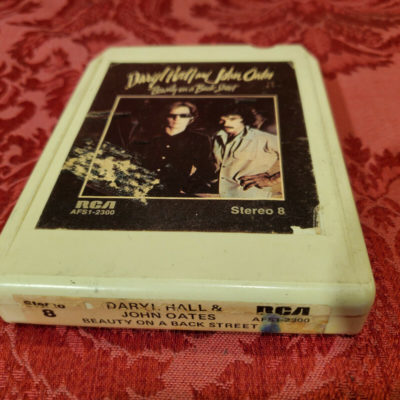 Daryl Hall and John Oates
Beauty on a Back Street
RCA
AFS1-2300
Stereo 8
Stereo
8
DARYL HALL &
JOHN OATES
BEAUTY ON A BACK STREET
RCA
AFS1-2300